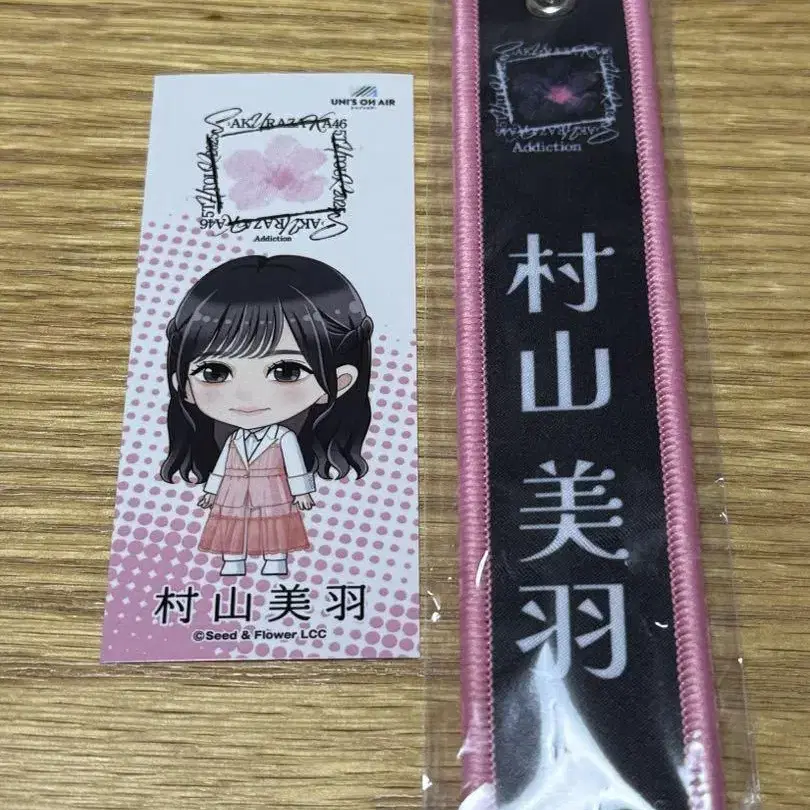 UNI'S ON AIR
SAKURAZAKA46
Addiction
村山美羽
©Seed & Flower LCC
Addiction
村山美羽